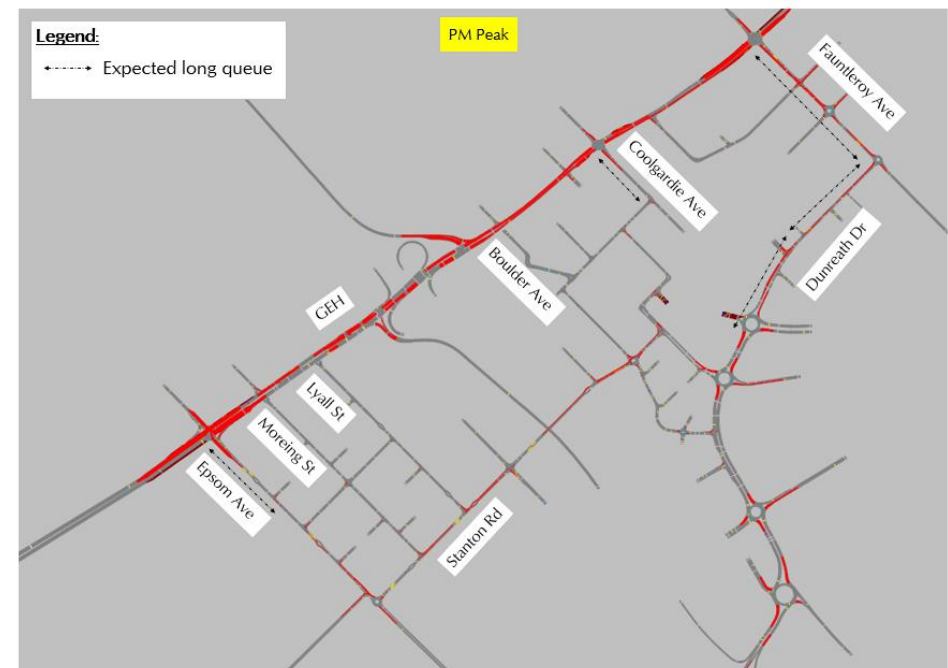 Legend:
Expected long queue
PM Peak
Fauntleroy Ave
Coolgardie Ave
Dunreath Dr
Boulder Ave
GEH
Lyall St
Moreing St
Epsom Ave
Stanton Rd